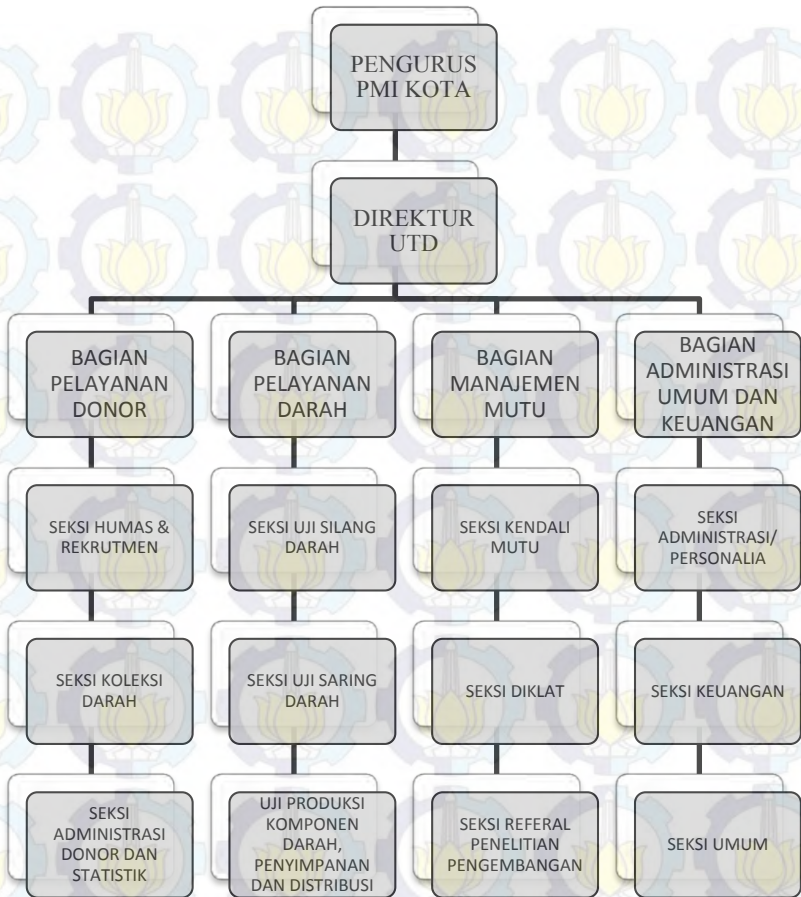 PENGURUS
PMI KOTA
DIREKTUR
UTD
BAGIAN
PELAYANAN
DONOR
BAGIAN
PELAYANAN
DARAH
BAGIAN
MANAJEMEN
MUTU
BAGIAN
ADMINISTRASI
UMUM DAN
KEUANGAN
SEKSI HUMAS &
REKRUTMEN
SEKSI UJI SILANG
DARAH
SEKSI KENDALI
MUTU
SEKSI
ADMINISTRASI/
PERSONALIA
SEKSI KOLEKSI
DARAH
SEKSI UJI SARING
DARAH
SEKSI DIKLAT
SEKSI KEUANGAN
SEKSI
ADMINISTRASI
DONOR DAN
STATISTIK
UJI PRODUKSI
KOMPONEN
DARAH,
PENYIMPANAN
DAN DISTRIBUSI
SEKSI REFERAL
PENELITIAN
PENGEMBANGAN
SEKSI UMUM